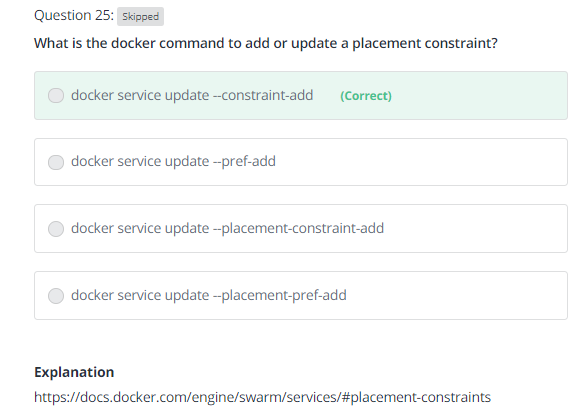 Question 25: Skipped
What is the docker command to add or update a placement constraint?
docker service update --constraint-add (Correct)
docker service update --pref-add
docker service update --placement-constraint-add
docker service update --placement-pref-add
Explanation
https://docs.docker.com/engine/swarm/services/#placement-constraints